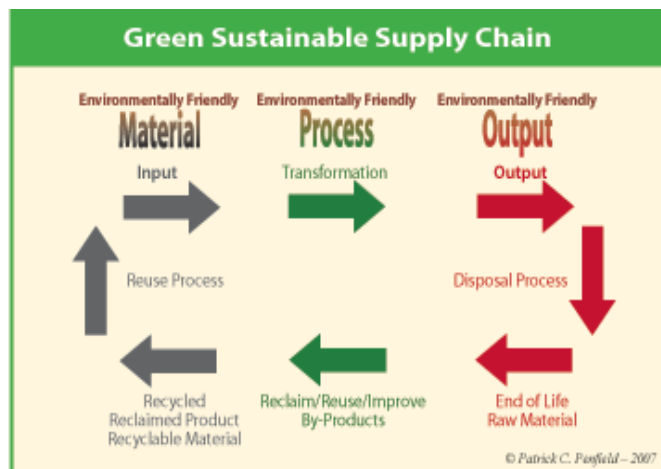 Green Sustainable Supply Chain
Environmentally Friendly
Material
Input
Environmentally Friendly
Process
Transformation
Environmentally Friendly
Output
Output
Reuse Process
Disposal Process
Recycled
Reclaimed Product
Recyclable Material
Reclaim/Reuse/Improve
By-Products
End of Life
Raw Material
© Patrick C. Penfield – 2007